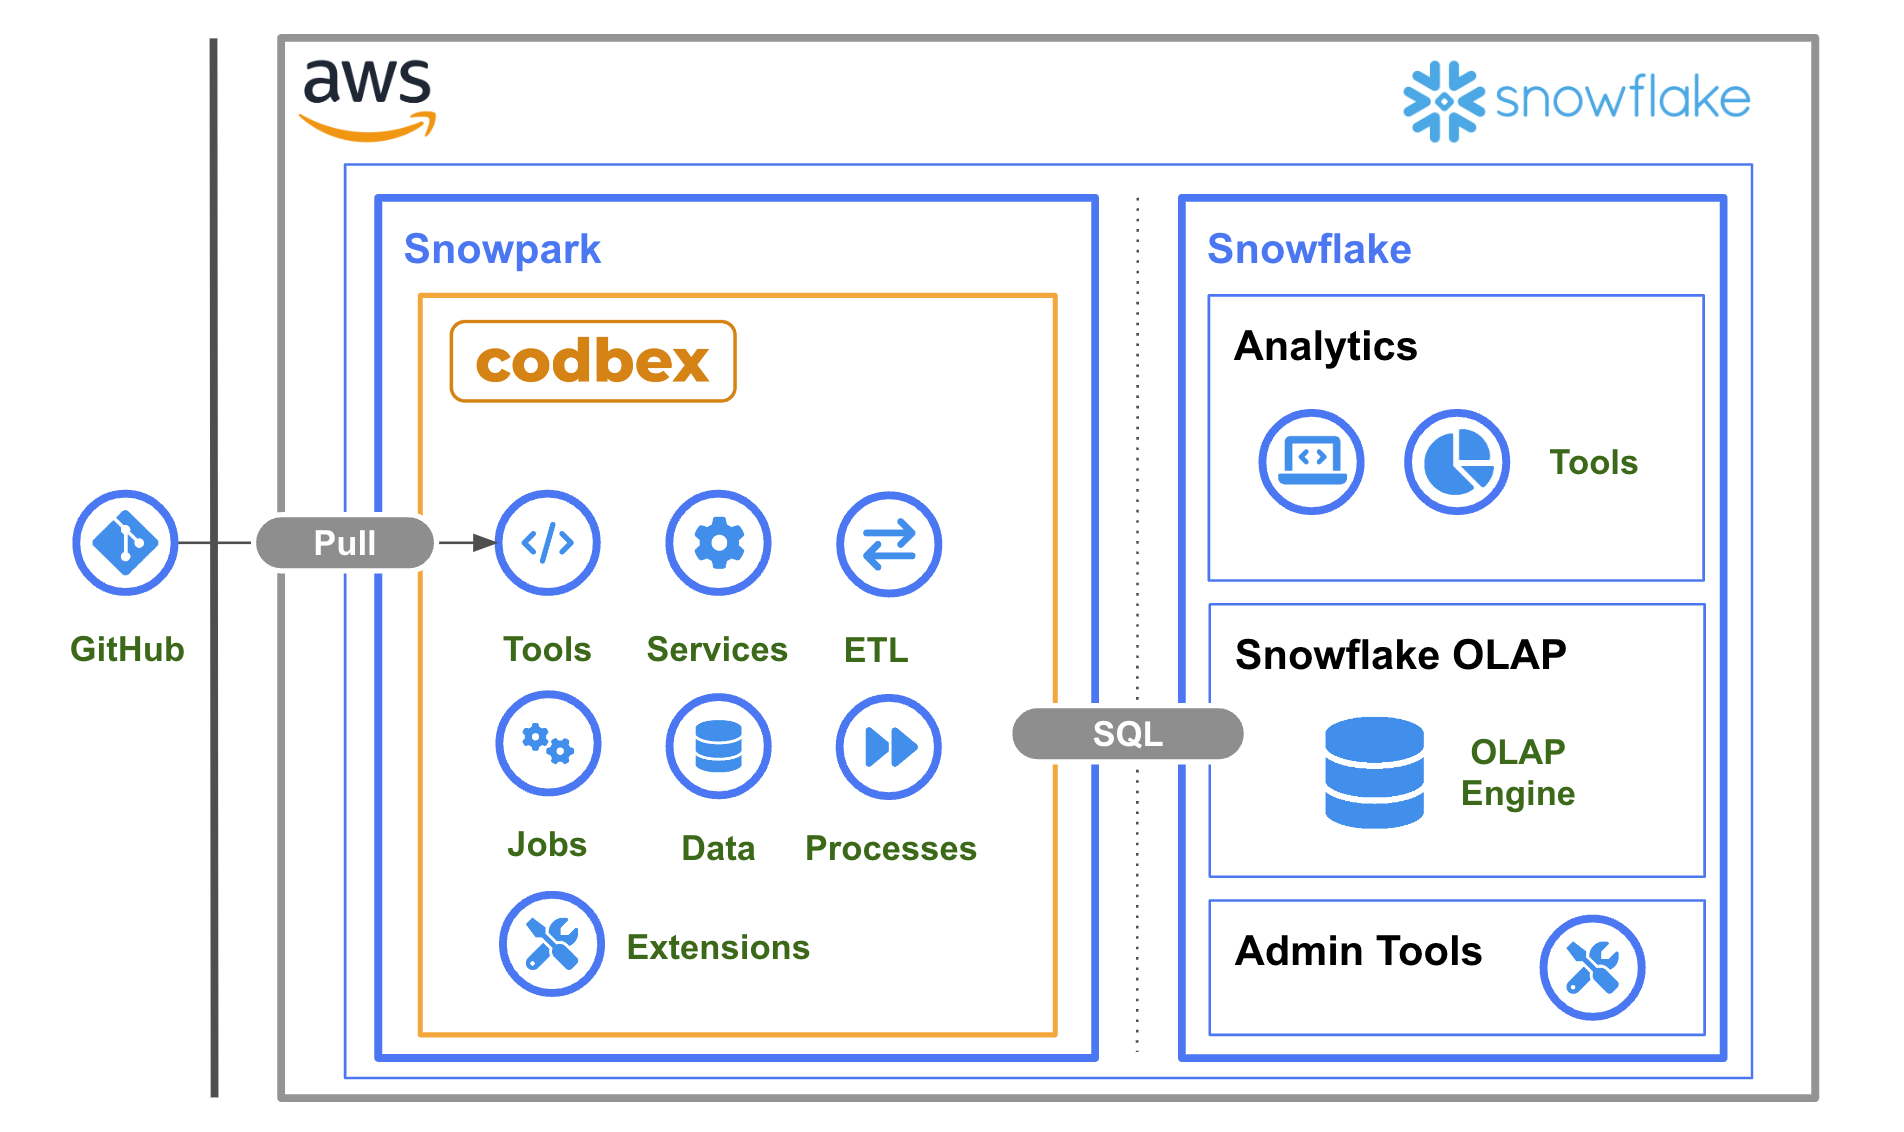 aws
snowflake
Snowpark
codbex
GitHub
Pull
Tools
Services
ETL
Jobs
Data
Processes
Extensions
SQL
Snowflake
Analytics
Tools
Snowflake OLAP
OLAP
Engine
Admin Tools